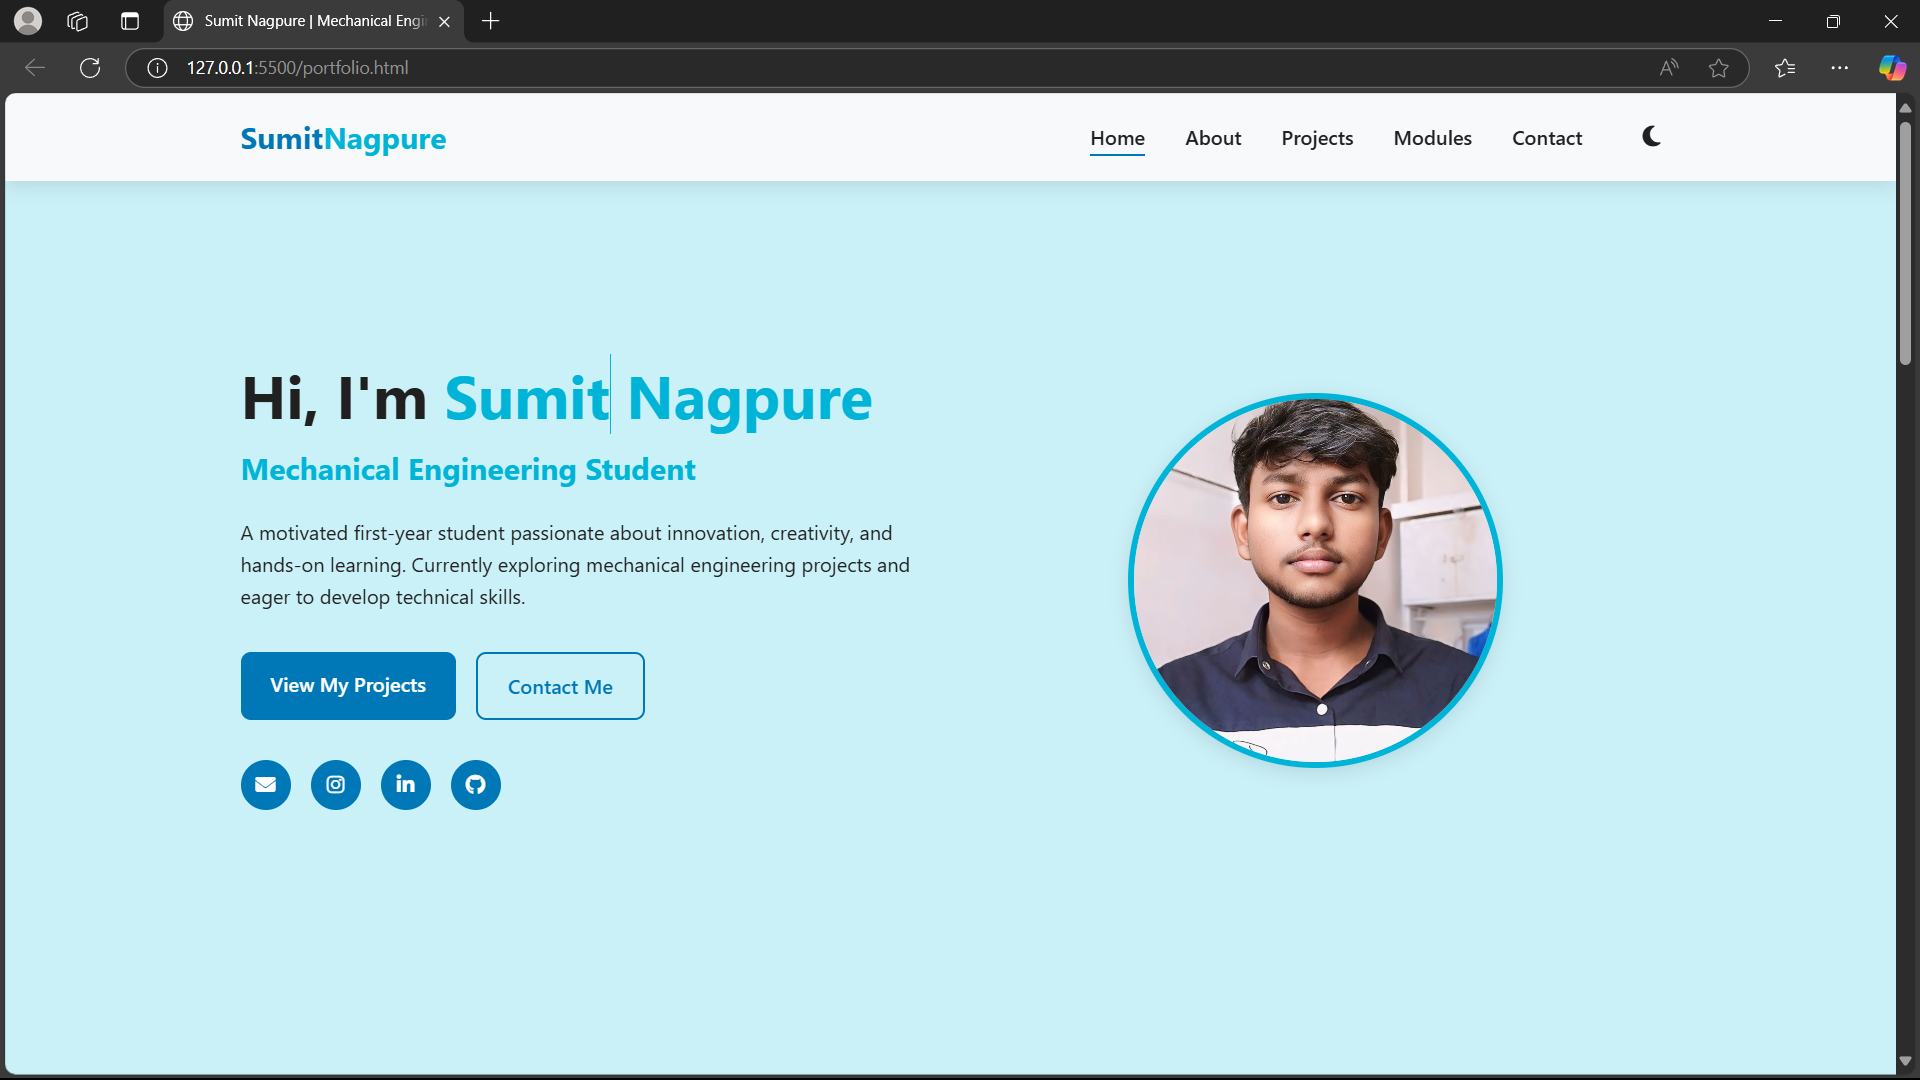 Sumit Nagpure | Mechanical Engi
127.0.0.1:5500/portfolio.html
SumitNagpure
Home About Projects Modules Contact
Hi, I'm Sumit Nagpure
Mechanical Engineering Student
A motivated first-year student passionate about innovation, creativity, and
hands-on learning. Currently exploring mechanical engineering projects and
eager to develop technical skills.
View My Projects Contact Me